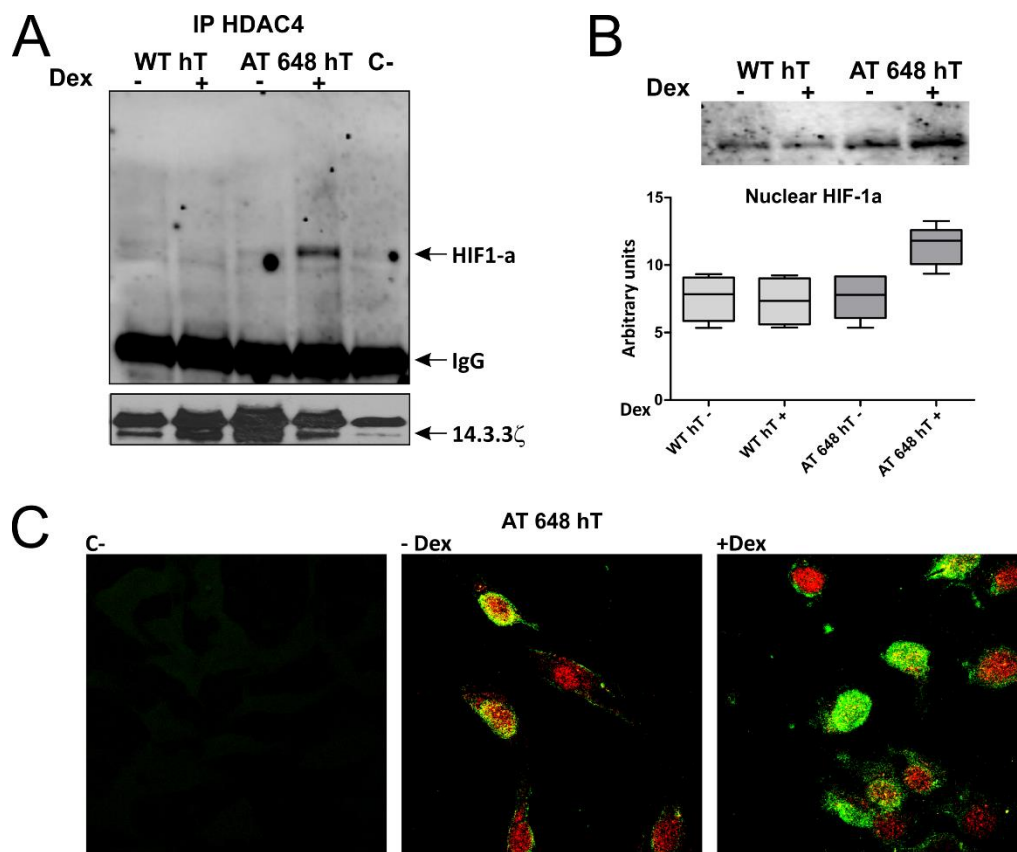 A
IP HDAC4
WT hT AT 648 hT C-
Dex - + - +
HIF1-a
IgG
14.3.3ζ
B
WT hT AT 648 hT
Dex - + - +
Nuclear HIF-1a
Arbitrary units
15
10
5
0
Dex
WT hT -
WT hT +
AT 648 hT -
AT 648 hT +
C
AT 648 hT
C- - Dex +Dex